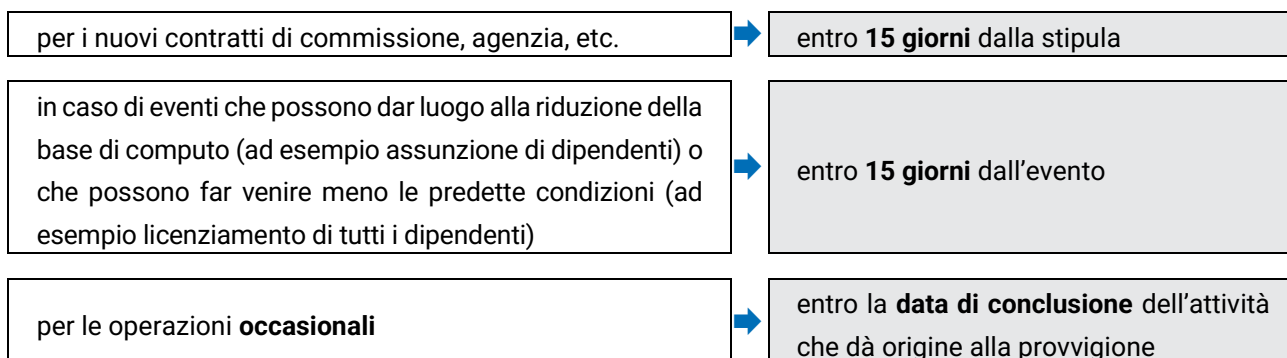 per i nuovi contratti di commissione, agenzia, etc.
entro 15 giorni dalla stipula
in caso di eventi che possono dar luogo alla riduzione della
base di computo (ad esempio assunzione di dipendenti) o
che possono far venire meno le predette condizioni (ad
esempio licenziamento di tutti i dipendenti)
entro 15 giorni dall’evento
per le operazioni occasionali
entro la data di conclusione dell’attività
che dà origine alla provvigione